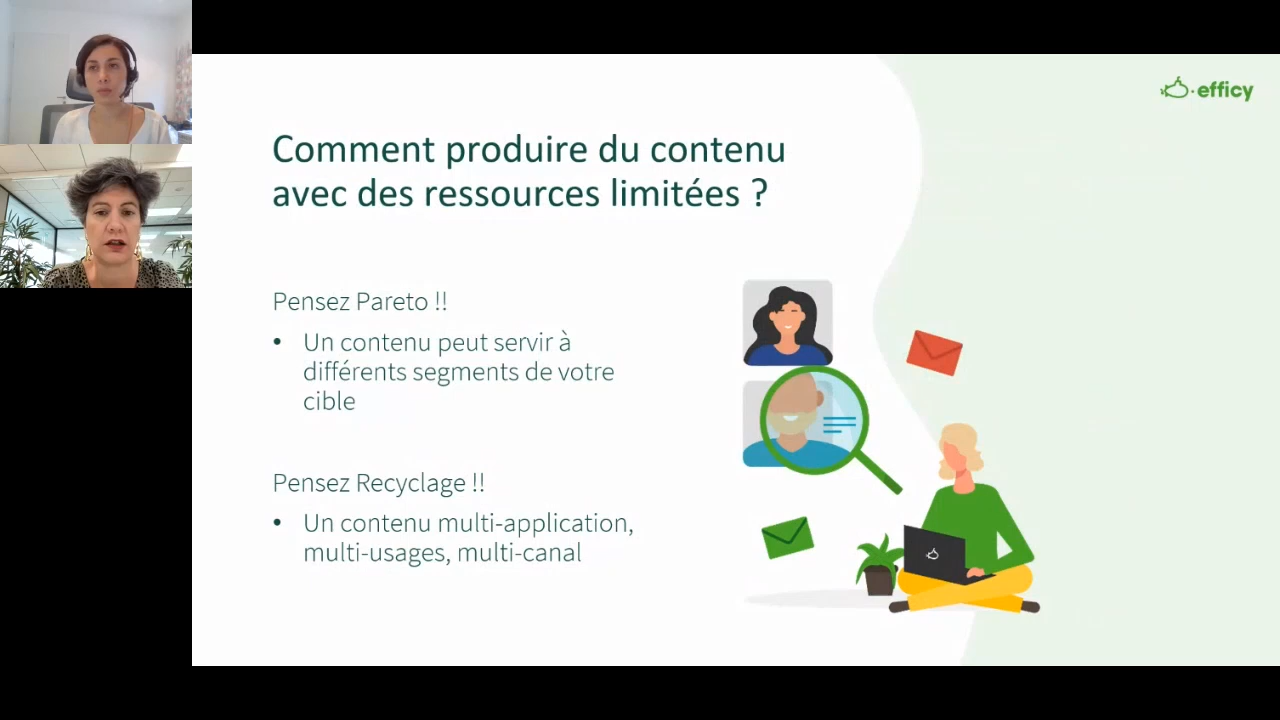 efficy
Comment produire du contenu
avec des ressources limitées ?
Pensez Pareto !!
• Un contenu peut servir à
différents segments de votre
cible
Pensez Recyclage !!
• Un contenu multi-application,
multi-usages, multi-canal